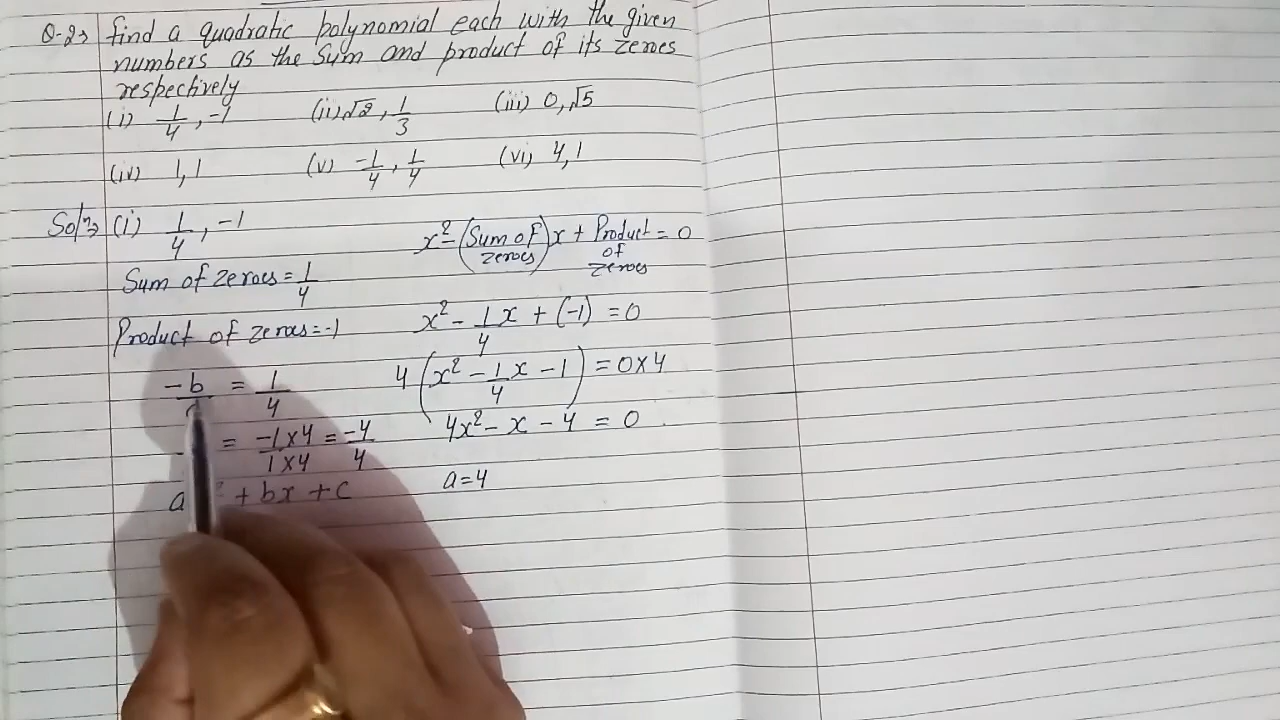 Q-2→ find a quadratic polynomial each with the given
numbers as the sum and product of its zeroes
respectively
(i) 1/4, -1 (ii) √2, 1/3 (iii) 0, √5
(iv) 1, 1 (v) -1/4, 1/4 (vi) 4, 1
Solⁿ→ (i) 1/4, -1
Sum of zeroes = 1/4
Product of zeroes = -1
-b = 1/4
= -1×4/1×4 = -4/4
a + bx + c
x² - (Sum of zeroes)x + Product of zeroes = 0
x² - 1/4 x + (-1) = 0
4(x² - 1/4 x - 1) = 0×4
4x² - x - 4 = 0
a = 4